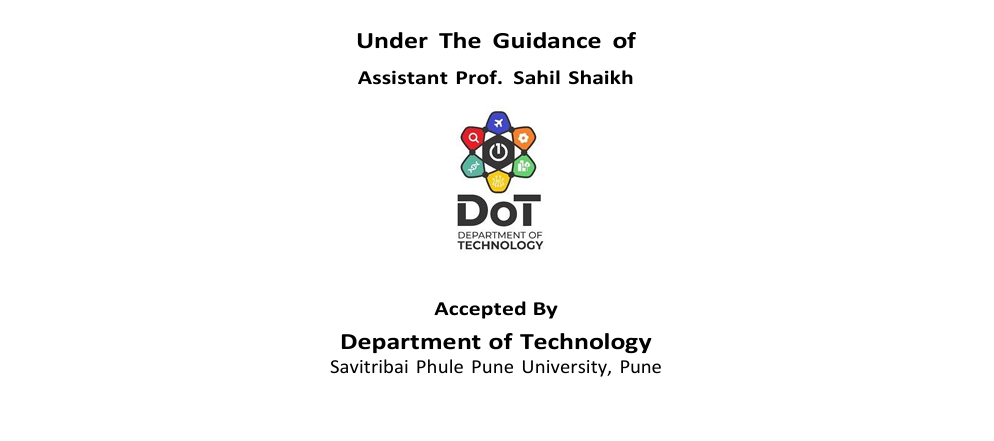 Under The Guidance of
Assistant Prof. Sahil Shaikh
DoT
DEPARTMENT OF
TECHNOLOGY
Accepted By
Department of Technology
Savitribai Phule Pune University, Pune